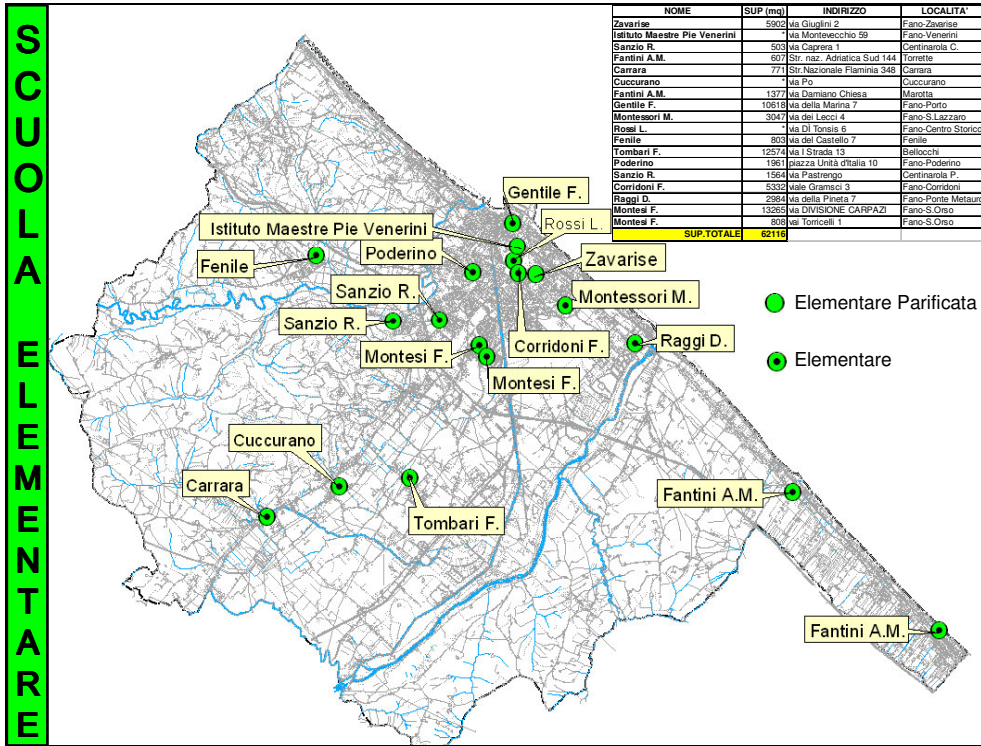 SCUOLA ELEMENTARE
NOME SUP (mq) INDIRIZZO LOCALITA'
Zavarise 5902 via Giuglini 2 Fano-Zavarise
Istituto Maestre Pie Venerini * via Montevecchio 59 Fano-Venerini
Sanzio R. 503 via Caprera 1 Centinarola C.
Fantini A.M. 607 Str. naz. Adriatica Sud 144 Torrette
Carrara 771 Str.Nazionale Flaminia 348 Carrara
Cuccurano * via Po Cuccurano
Fantini A.M. 1377 via Damiano Chiesa Marotta
Gentile F. 10618 via della Marina 7 Fano-Porto
Montessori M. 3047 via dei Lecci 4 Fano-S.Lazzaro
Rossi L. * via DÌ Tonsis 6 Fano-Centro Storico
Fenile 803 via del Castello 7 Fenile
Tombari F. 12574 via I Strada 13 Bellocchi
Poderino 1961 piazza Unità d'Italia 10 Fano-Poderino
Sanzio R. 1564 via Pastrengo Centinarola P.
Corridoni F. 5332 viale Gramsci 3 Fano-Corridoni
Raggi D. 2984 via della Pineta 7 Fano-Ponte Metauro
Montesi F. 13265 via DIVISIONE CARPAZI Fano-S.Orso
Montesi F. 808 vai Torricelli 1 Fano-S.Orso
SUP.TOTALE 62116
Gentile F.
Rossi L.
Istituto Maestre Pie Venerini
Fenile
Poderino
Zavarise
Sanzio R.
Montessori M.
Sanzio R.
Corridoni F.
Raggi D.
Montesi F.
Montesi F.
Elementare Parificata
Elementare
Cuccurano
Carrara
Tombari F.
Fantini A.M.
Fantini A.M.